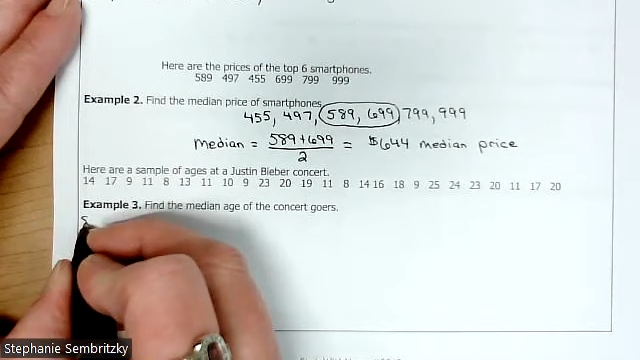 Here are the prices of the top 6 smartphones.
589 497 455 699 799 999
Example 2. Find the median price of smartphones
455, 497, 589, 699, 799, 999
median = 589+699 / 2 = $644 median price
Here are a sample of ages at a Justin Bieber concert.
14 17 9 11 8 13 11 10 9 23 20 19 11 8 14 16 18 9 25 24 23 20 11 17 20
Example 3. Find the median age of the concert goers.
8
Stephanie Sembritzky